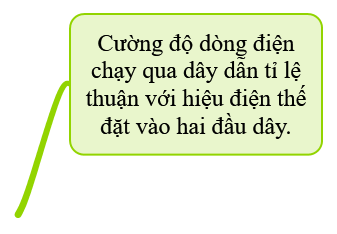 Cường độ dòng điện
chạy qua dây dẫn tỉ lệ
thuận với hiệu điện thế
đặt vào hai đầu dây.